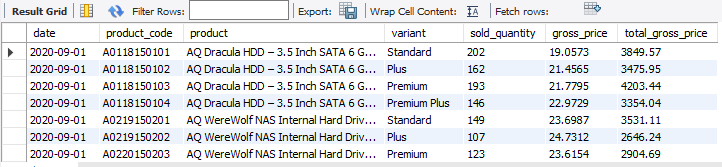 Result Grid Filter Rows: Export: Wrap Cell Content: Fetch rows:
date product_code product variant sold_quantity gross_price total_gross_price
2020-09-01 A0118150101 AQ Dracula HDD – 3.5 Inch SATA 6 G... Standard 202 19.0573 3849.57
2020-09-01 A0118150102 AQ Dracula HDD – 3.5 Inch SATA 6 G... Plus 162 21.4565 3475.95
2020-09-01 A0118150103 AQ Dracula HDD – 3.5 Inch SATA 6 G... Premium 193 21.7795 4203.44
2020-09-01 A0118150104 AQ Dracula HDD – 3.5 Inch SATA 6 G... Premium Plus 146 22.9729 3354.04
2020-09-01 A0219150201 AQ WereWolf NAS Internal Hard Driv... Standard 149 23.6987 3531.11
2020-09-01 A0219150202 AQ WereWolf NAS Internal Hard Driv... Plus 107 24.7312 2646.24
2020-09-01 A0220150203 AQ WereWolf NAS Internal Hard Driv... Premium 123 23.6154 2904.69